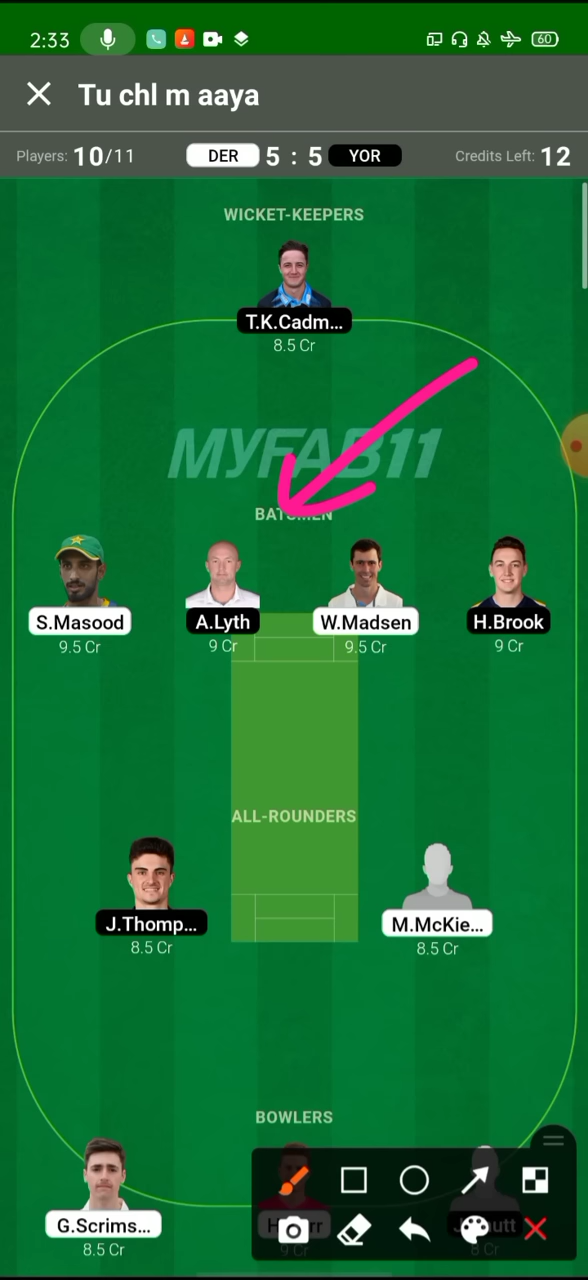 2:33
60
Tu chl m aaya
Players: 10/11 DER 5 : 5 YOR Credits Left: 12
WICKET-KEEPERS
T.K.Cadm...
8.5 Cr
MYFAB11
BATSMEN
S.Masood A.Lyth W.Madsen H.Brook
9.5 Cr 9 Cr 9.5 Cr 9 Cr
ALL-ROUNDERS
J.Thomp... M.McKie...
8.5 Cr 8.5 Cr
BOWLERS
G.Scrims...
8.5 Cr 9 Cr 8 Cr